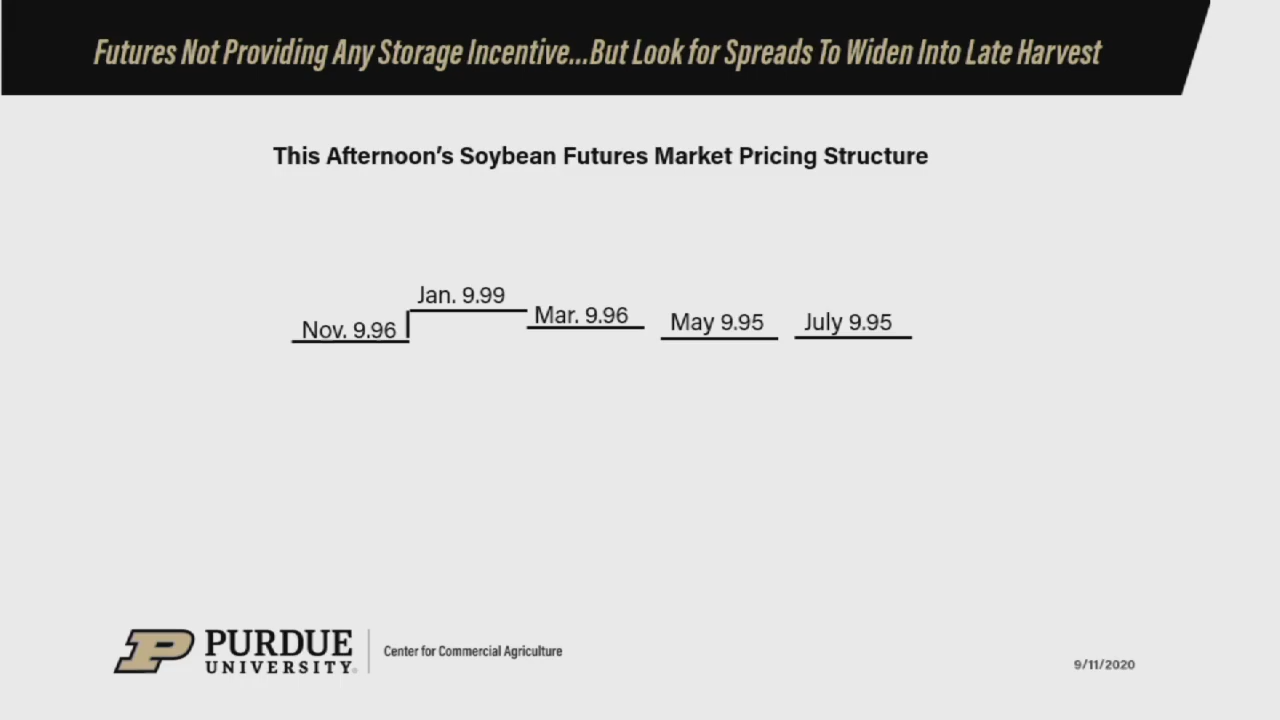 Futures Not Providing Any Storage Incentive...But Look for Spreads To Widen Into Late Harvest
This Afternoon's Soybean Futures Market Pricing Structure
Nov. 9.96
Jan. 9.99
Mar. 9.96
May 9.95
July 9.95
P PURDUE
UNIVERSITY®
Center for Commercial Agriculture
9/11/2020